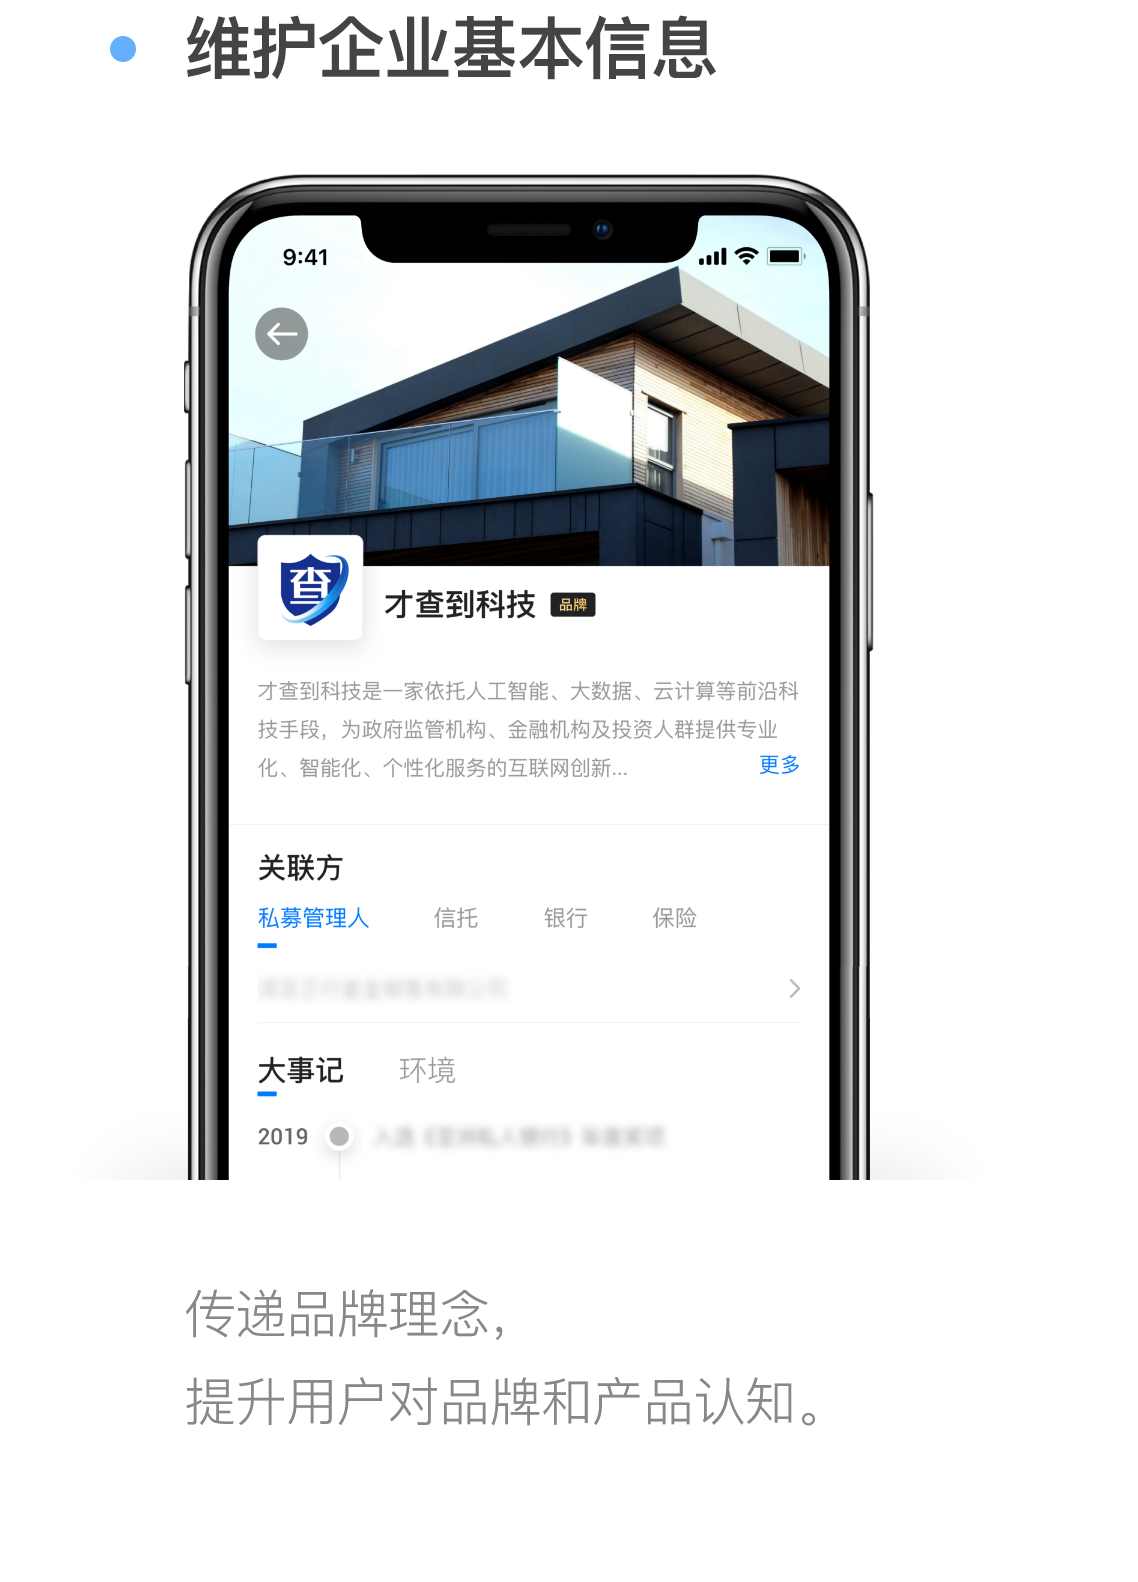 维护企业基本信息
9:41
查
才查到科技 品牌
才查到科技是一家依托人工智能、大数据、云计算等前沿科
技手段，为政府监管机构、金融机构及投资人群提供专业
化、智能化、个性化服务的互联网创新... 更多
关联方
私募管理人 信托 银行 保险
大事记 环境
2019
传递品牌理念，
提升用户对品牌和产品认知。